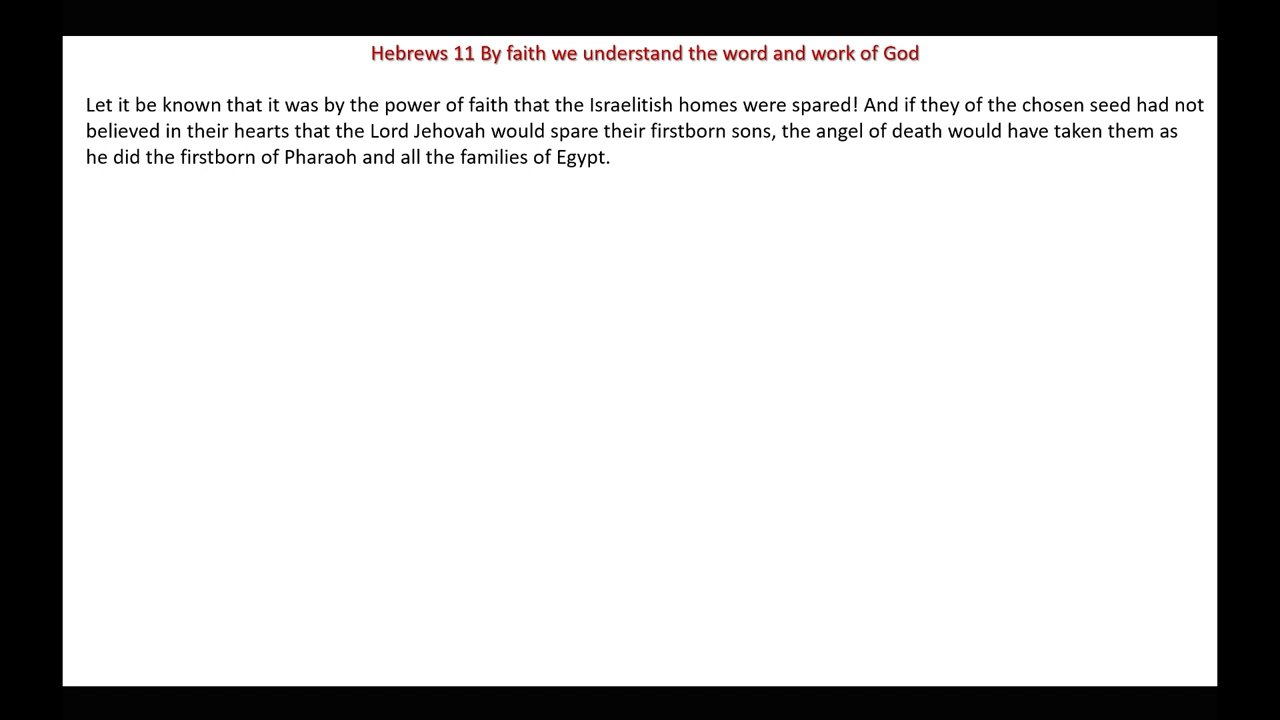 Hebrews 11 By faith we understand the word and work of God
Let it be known that it was by the power of faith that the Israelitish homes were spared! And if they of the chosen seed had not
believed in their hearts that the Lord Jehovah would spare their firstborn sons, the angel of death would have taken them as
he did the firstborn of Pharaoh and all the families of Egypt.